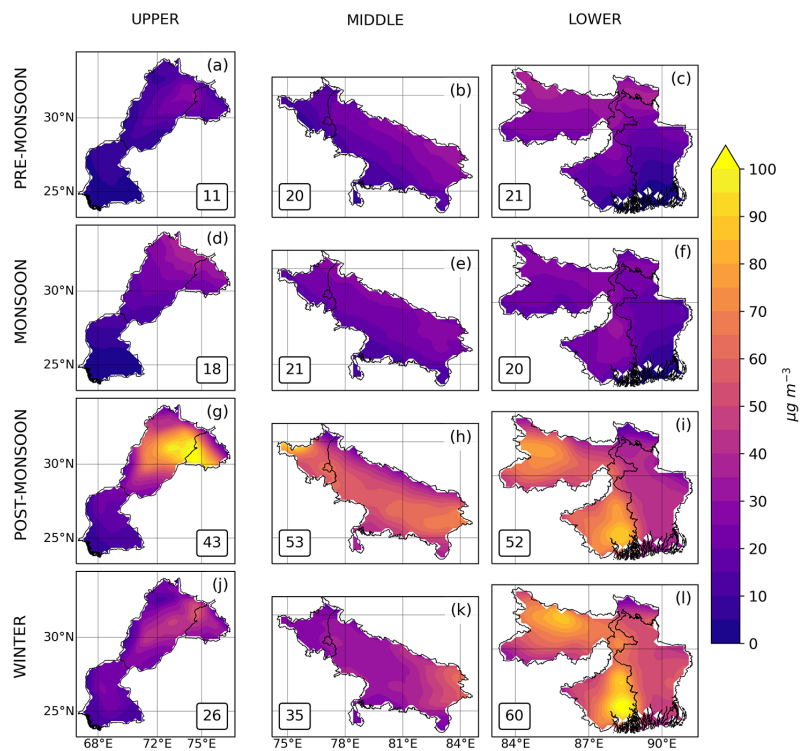 UPPER MIDDLE LOWER
PRE-MONSOON
(a) (b) (c)
30°N
25°N
11 20 21
MONSOON
(d) (e) (f)
30°N
25°N
18 21 20
POST-MONSOON
(g) (h) (i)
30°N
25°N
43 53 52
WINTER
(j) (k) (l)
30°N
25°N
26 35 60
68°E 72°E 75°E 75°E 78°E 81°E 84°E 84°E 87°E 90°E
100
90
80
70
60
50
40
30
20
10
0
μg m⁻³